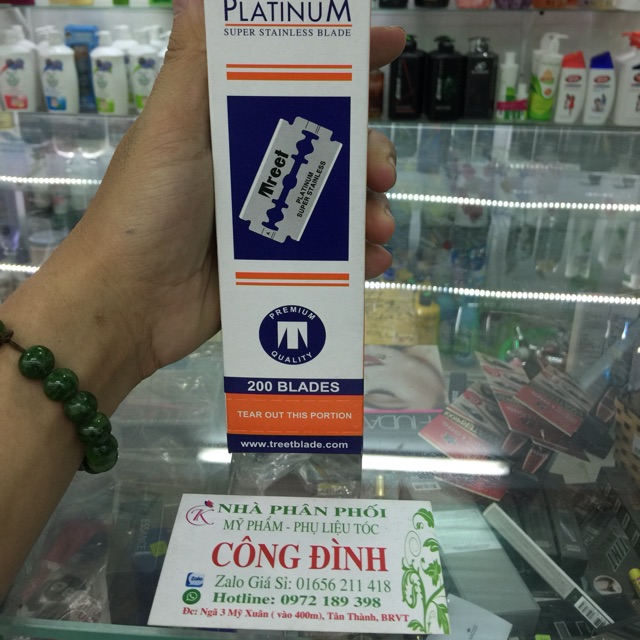 PLATINUM
SUPER STAINLESS BLADE
Treet
PLATINUM
SUPER STAINLESS
PREMIUM
T
QUALITY
200 BLADES
TEAR OUT THIS PORTION
www.treetblade.com
K
NHÀ PHÂN PHỐI
MỸ PHẨM - PHỤ LIỆU TÓC
CÔNG ĐÌNH
Zalo Giá Sỉ: 01656 211 418
Hotline: 0972 189 398
Đc: Ngã 3 Mỹ Xuân ( vào 400m), Tân Thành, BRVT